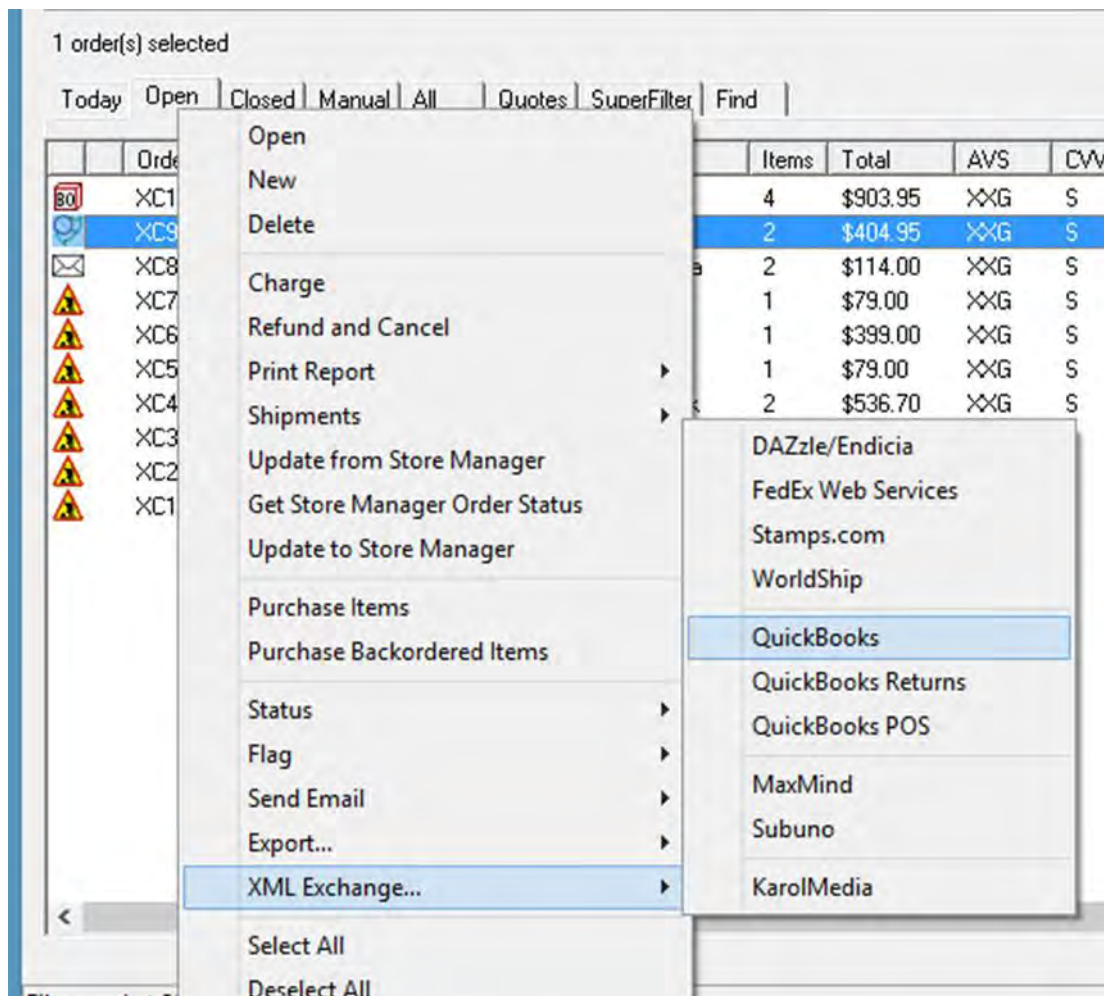 1 order(s) selected
Today Open Closed Manual All Quotes SuperFilter Find
Items Total AVS
BO XC1 4 $903.95 XXG S
XC9 2 $404.95 XXG S
XC8 a 2 $114.00 XXG S
XC7 1 $79.00 XXG S
XC6 1 $399.00 XXG S
XC5 1 $79.00 XXG S
XC4 2 $536.70 XXG S
XC3
XC2
XC1
Open
New
Delete
Charge
Refund and Cancel
Print Report
Shipments
Update from Store Manager
Get Store Manager Order Status
Update to Store Manager
Purchase Items
Purchase Backordered Items
Status
Flag
Send Email
Export...
XML Exchange...
Select All
Deselect All
DAZzle/Endicia
FedEx Web Services
Stamps.com
WorldShip
QuickBooks
QuickBooks Returns
QuickBooks POS
MaxMind
Subuno
KarolMedia